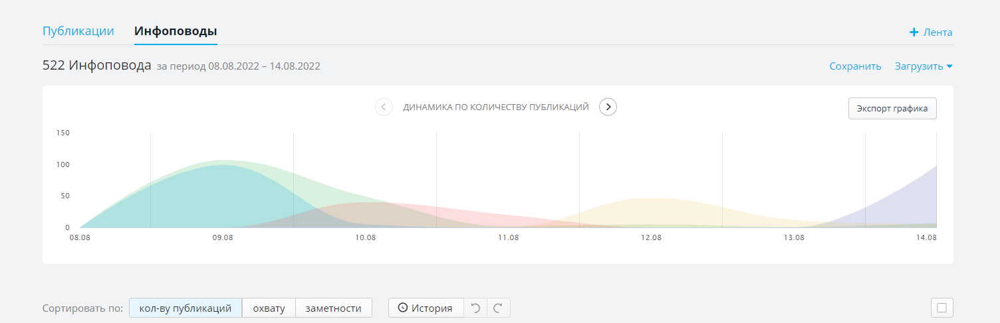 Публикации Инфоповоды + Лента
522 Инфоповода за период 08.08.2022 – 14.08.2022 Сохранить Загрузить
ДИНАМИКА ПО КОЛИЧЕСТВУ ПУБЛИКАЦИЙ Экспорт графика
150
100
50
0
08.08 09.08 10.08 11.08 12.08 13.08 14.08
Сортировать по: кол-ву публикаций охвату заметности История